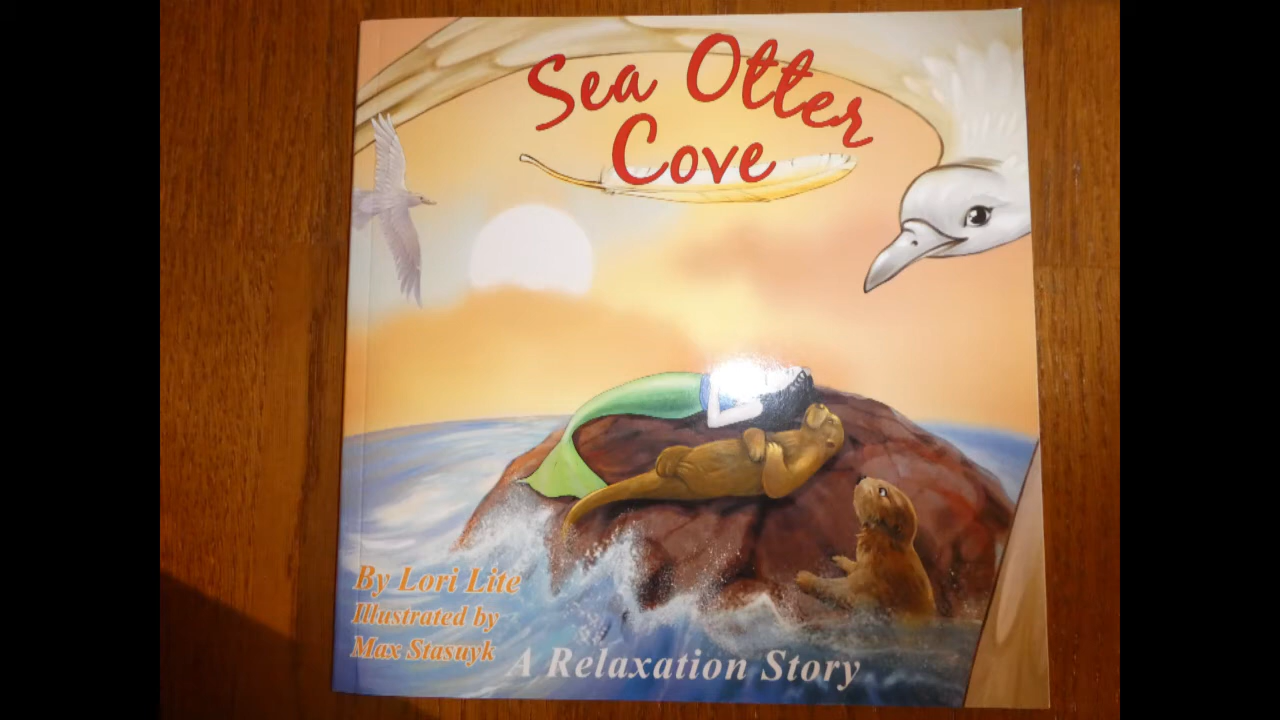 Sea Otter
Cove
By Lori Lite
Illustrated by
Max Stasuyk
A Relaxation Story